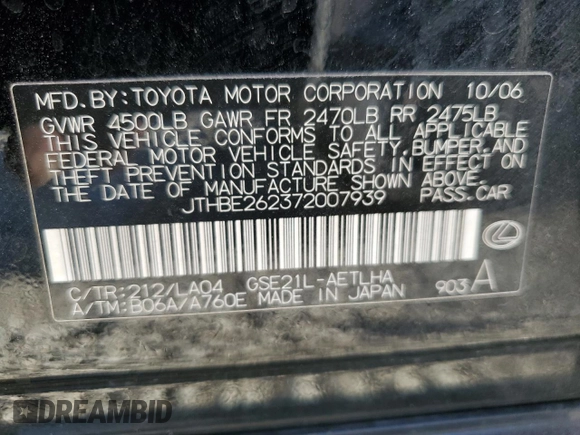 MFD.BY:TOYOTA MOTOR CORPORATION 10/06
GVWR 4500LB GAWR FR 2470LB RR 2475LB
THIS VEHICLE CONFORMS TO ALL APPLICABLE
FEDERAL MOTOR VEHICLE SAFETY,BUMPER,AND
THEFT PREVENTION STANDARDS IN EFFECT ON
THE DATE OF MANUFACTURE SHOWN ABOVE.
JTHBE262372007939 PASS.CAR
C/TR:212/LA04 GSE21L-AETLHA
A/TM:B06A/A760E MADE IN JAPAN 903 A
DREAMBID